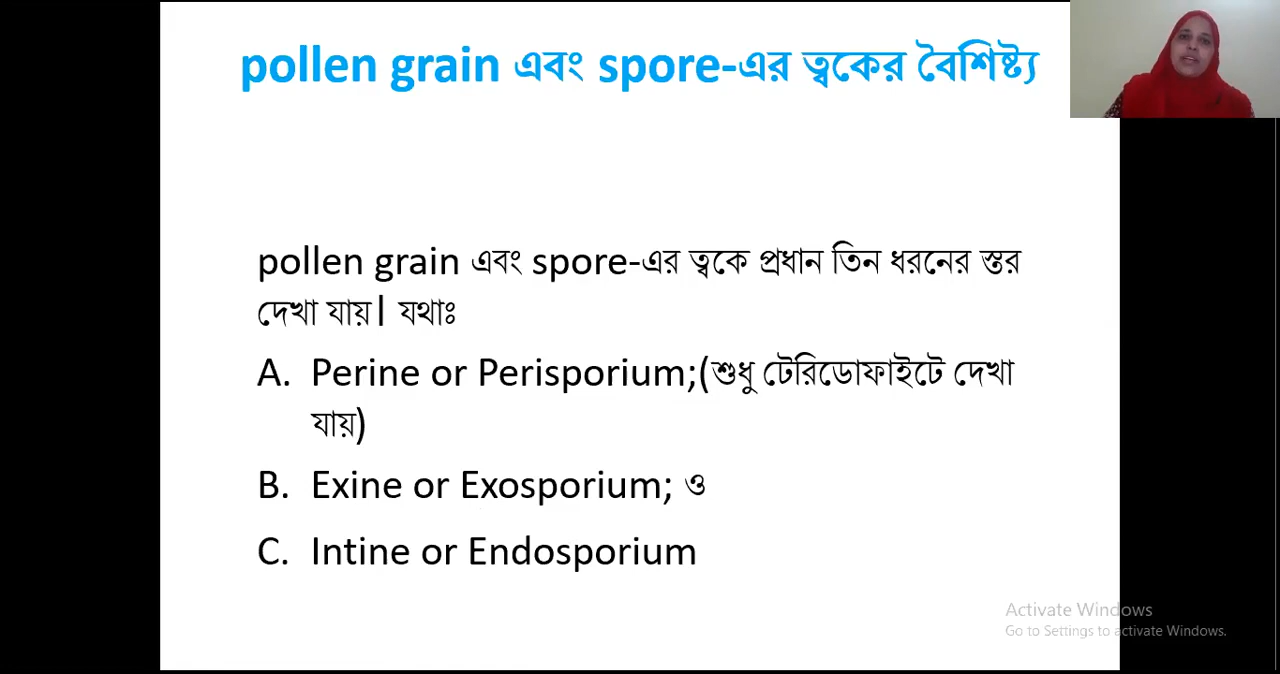 pollen grain এবং spore-এর ত্বকের বৈশিষ্ট্য
pollen grain এবং spore-এর ত্বকে প্রধান তিন ধরনের স্তর
দেখা যায়। যথাঃ
A. Perine or Perisporium;(শুধু টেরিডোফাইটে দেখা
যায়)
B. Exine or Exosporium; ও
C. Intine or Endosporium
Activate Windows
Go to Settings to activate Windows.